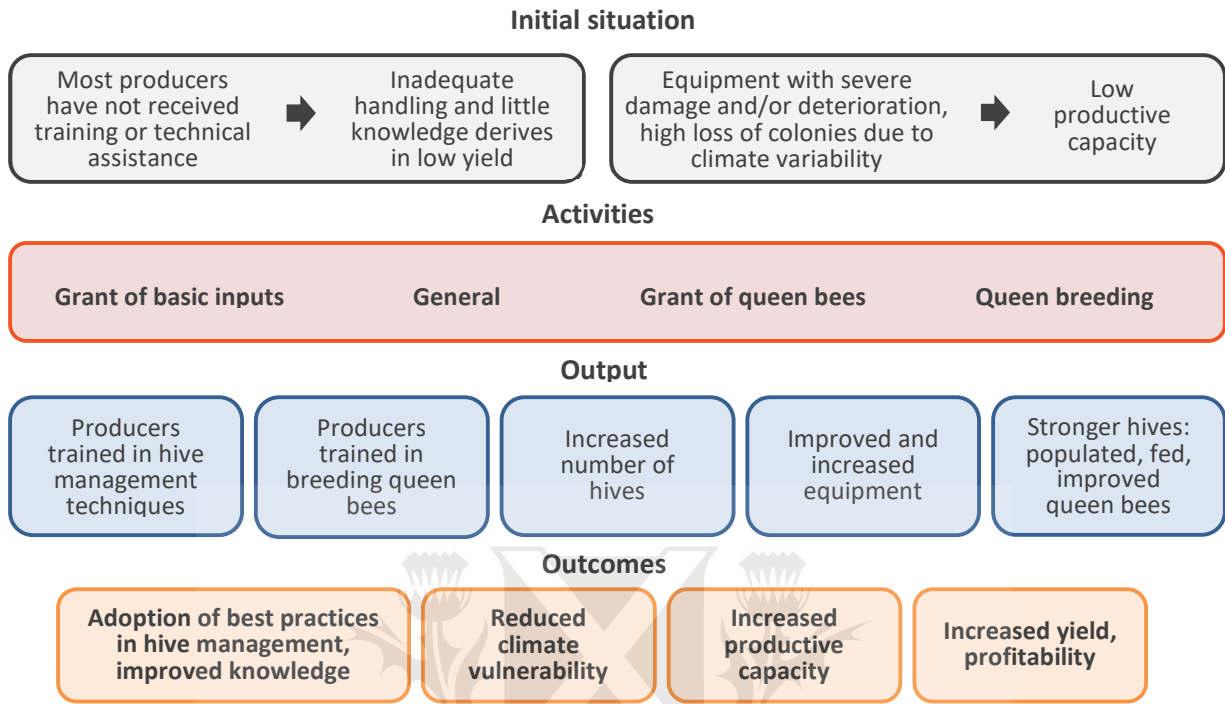 Initial situation
Most producers
have not received
training or technical
assistance
Inadequate
handling and little
knowledge derives
in low yield
Equipment with severe
damage and/or deterioration,
high loss of colonies due to
climate variability
Low
productive
capacity
Activities
Grant of basic inputs
General
Grant of queen bees
Queen breeding
Output
Producers
trained in hive
management
techniques
Producers
trained in
breeding queen
bees
Increased
number of
hives
Improved and
increased
equipment
Stronger hives:
populated, fed,
improved
queen bees
Outcomes
Adoption of best practices
in hive management,
improved knowledge
Reduced
climate
vulnerability
Increased
productive
capacity
Increased yield,
profitability